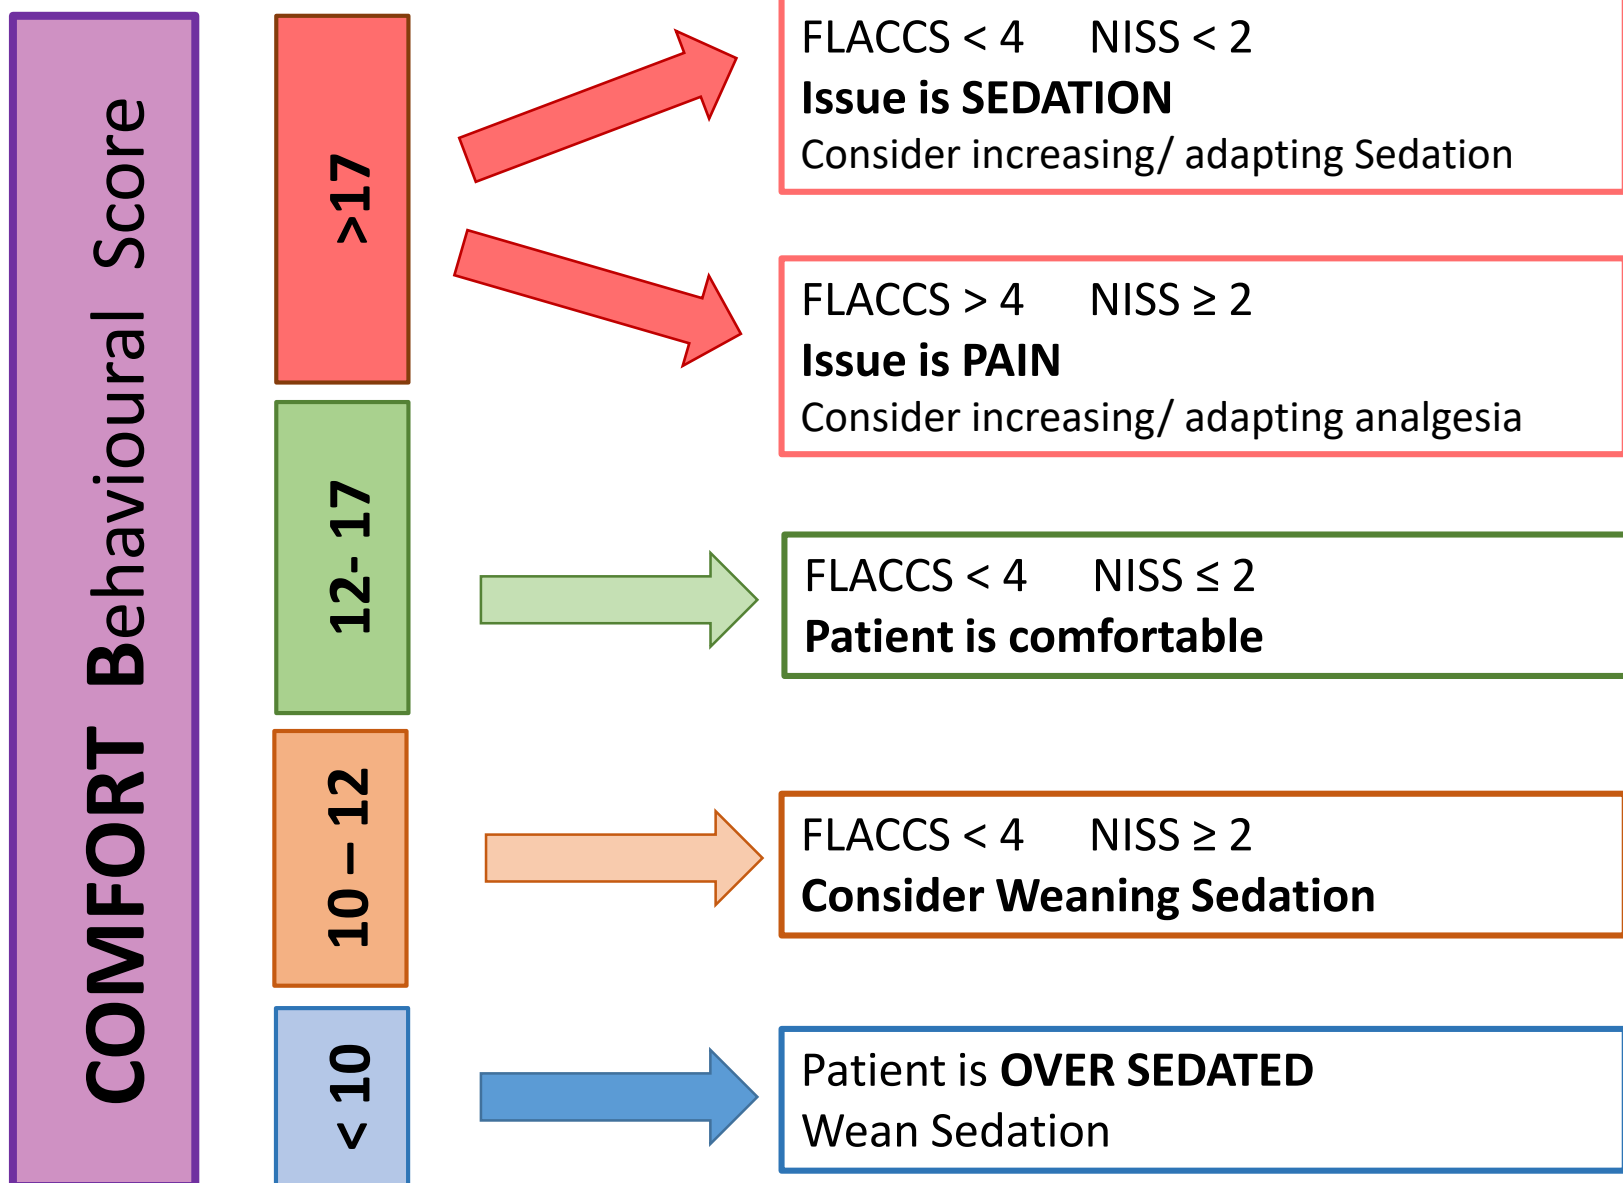 COMFORT Behavioural Score
>17
FLACCS < 4 NISS < 2
Issue is SEDATION
Consider increasing/ adapting Sedation
FLACCS > 4 NISS ≥ 2
Issue is PAIN
Consider increasing/ adapting analgesia
12- 17
FLACCS < 4 NISS ≤ 2
Patient is comfortable
10 – 12
FLACCS < 4 NISS ≥ 2
Consider Weaning Sedation
< 10
Patient is OVER SEDATED
Wean Sedation